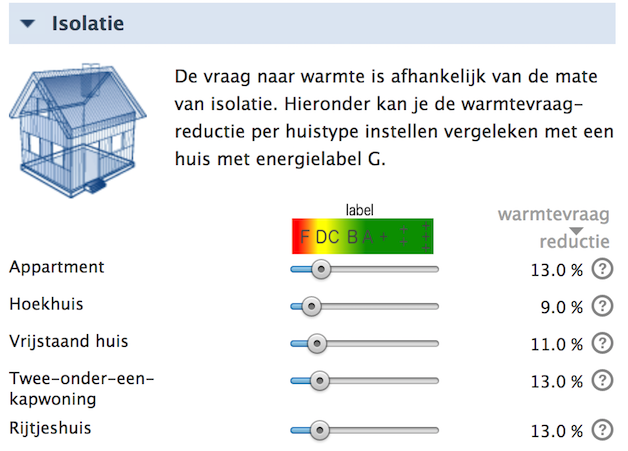 Isolatie
De vraag naar warmte is afhankelijk van de mate
van isolatie. Hieronder kan je de warmtevraag-
reductie per huistype instellen vergeleken met een
huis met energielabel G.
label
warmtevraag
reductie
F DC B A + ++ +++
Appartment 13.0 % ?
Hoekhuis 9.0 % ?
Vrijstaand huis 11.0 % ?
Twee-onder-een-
kapwoning 13.0 % ?
Rijtjeshuis 13.0 % ?